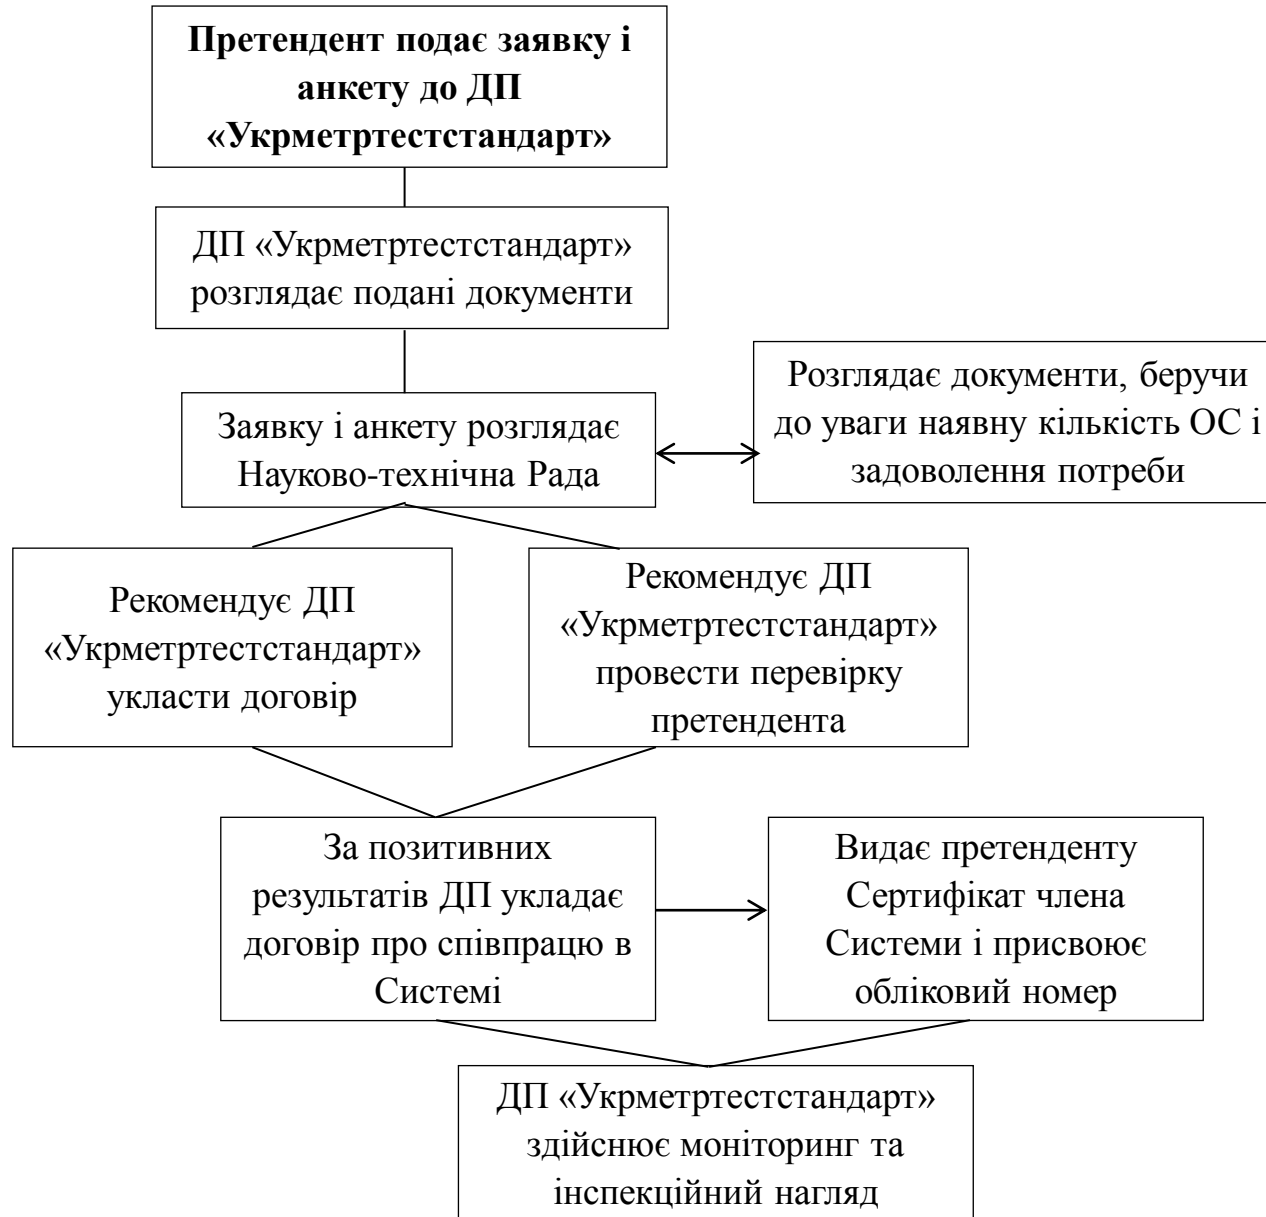 Претендент подає заявку і
анкету до ДП
«Укрметртестстандарт»
ДП «Укрметртестстандарт»
розглядає подані документи
Заявку і анкету розглядає
Науково-технічна Рада
Розглядає документи, беручи
до уваги наявну кількість ОС і
задоволення потреби
Рекомендує ДП
«Укрметртестстандарт»
укласти договір
Рекомендує ДП
«Укрметртестстандарт»
провести перевірку
претендента
За позитивних
результатів ДП укладає
договір про співпрацю в
Системі
Видає претенденту
Сертифікат члена
Системи і присвоює
обліковий номер
ДП «Укрметртестстандарт»
здійснює моніторинг та
інспекційний нагляд